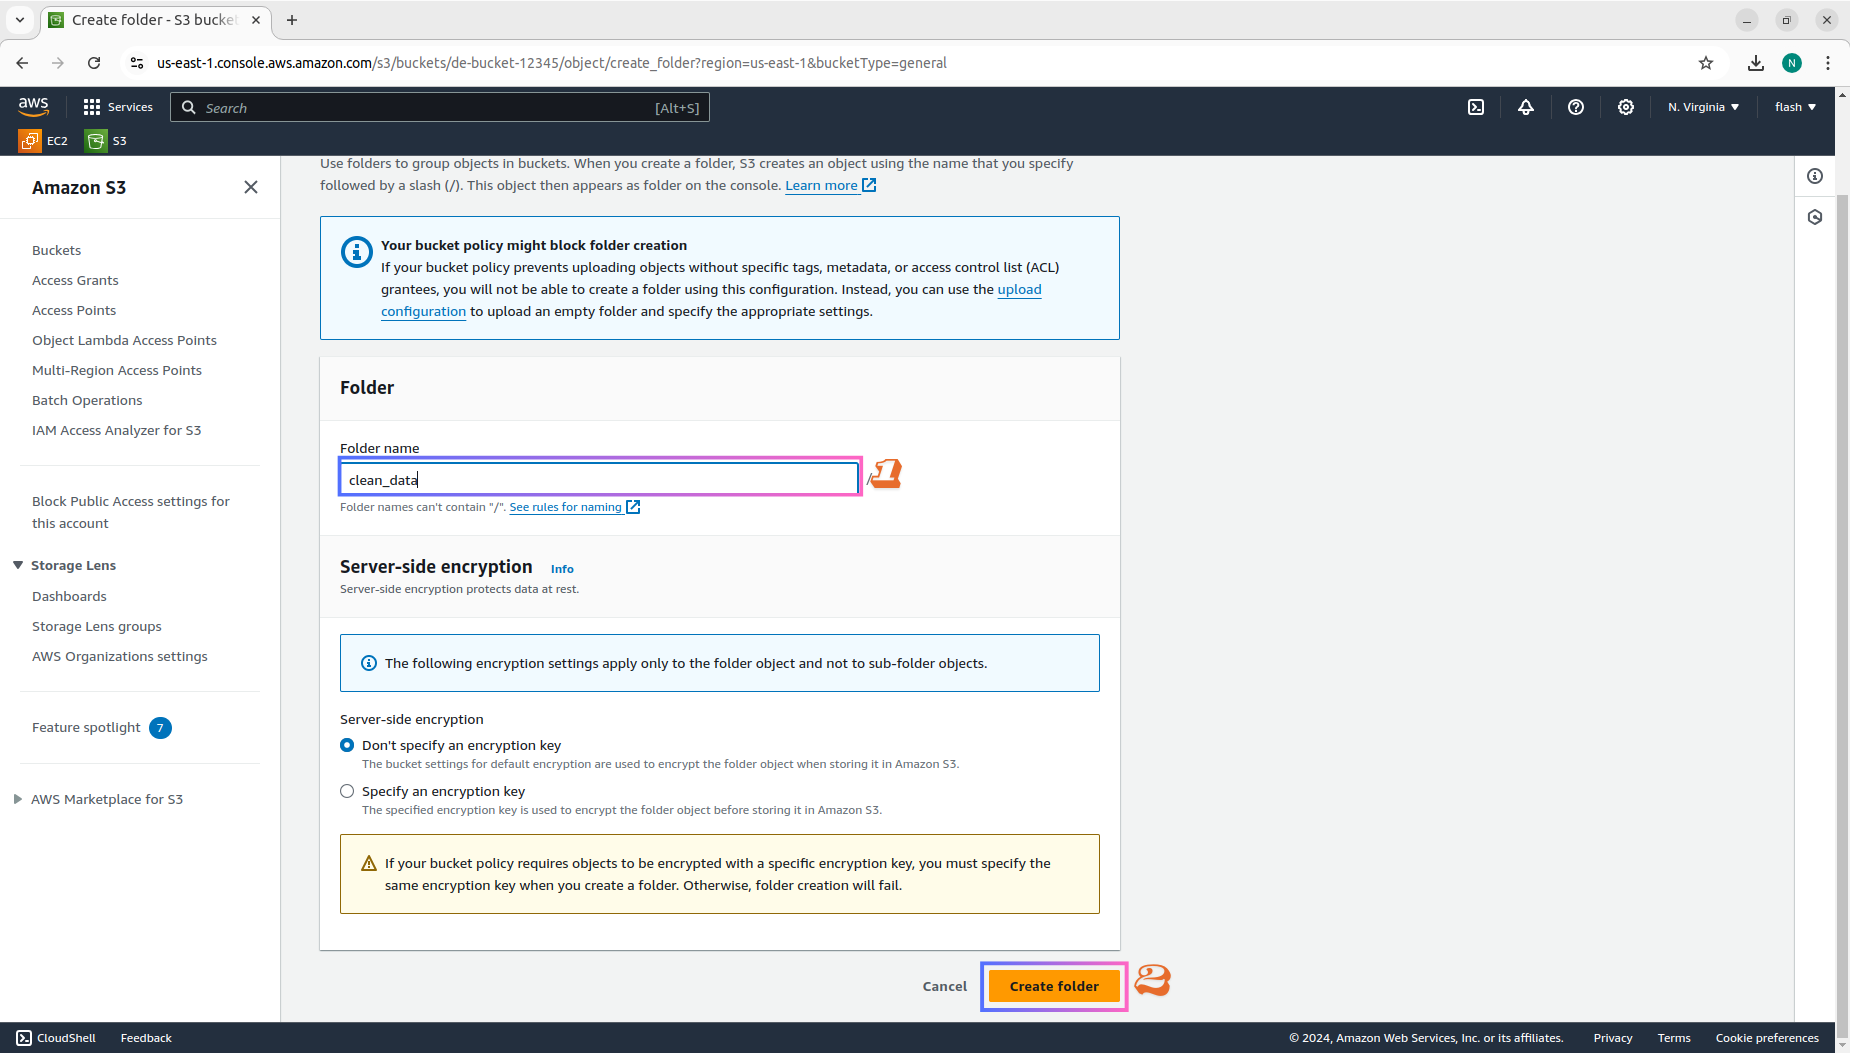 Create folder - S3 bucke
us-east-1.console.aws.amazon.com/s3/buckets/de-bucket-12345/object/create_folder?region=us-east-1&bucketType=general
N
aws
Services
Search
[Alt+S]
N. Virginia
flash
EC2
S3
Amazon S3
Buckets
Access Grants
Access Points
Object Lambda Access Points
Multi-Region Access Points
Batch Operations
IAM Access Analyzer for S3
Block Public Access settings for
this account
Storage Lens
Dashboards
Storage Lens groups
AWS Organizations settings
Feature spotlight 7
AWS Marketplace for S3
Use folders to group objects in buckets. When you create a folder, S3 creates an object using the name that you specify
followed by a slash (/). This object then appears as folder on the console. Learn more
Your bucket policy might block folder creation
If your bucket policy prevents uploading objects without specific tags, metadata, or access control list (ACL)
grantees, you will not be able to create a folder using this configuration. Instead, you can use the upload
configuration to upload an empty folder and specify the appropriate settings.
Folder
Folder name
clean_data / 1
Folder names can't contain "/". See rules for naming
Server-side encryption Info
Server-side encryption protects data at rest.
The following encryption settings apply only to the folder object and not to sub-folder objects.
Server-side encryption
Don't specify an encryption key
The bucket settings for default encryption are used to encrypt the folder object when storing it in Amazon S3.
Specify an encryption key
The specified encryption key is used to encrypt the folder object before storing it in Amazon S3.
If your bucket policy requires objects to be encrypted with a specific encryption key, you must specify the
same encryption key when you create a folder. Otherwise, folder creation will fail.
Cancel
Create folder 2
CloudShell
Feedback
© 2024, Amazon Web Services, Inc. or its affiliates.
Privacy
Terms
Cookie preferences